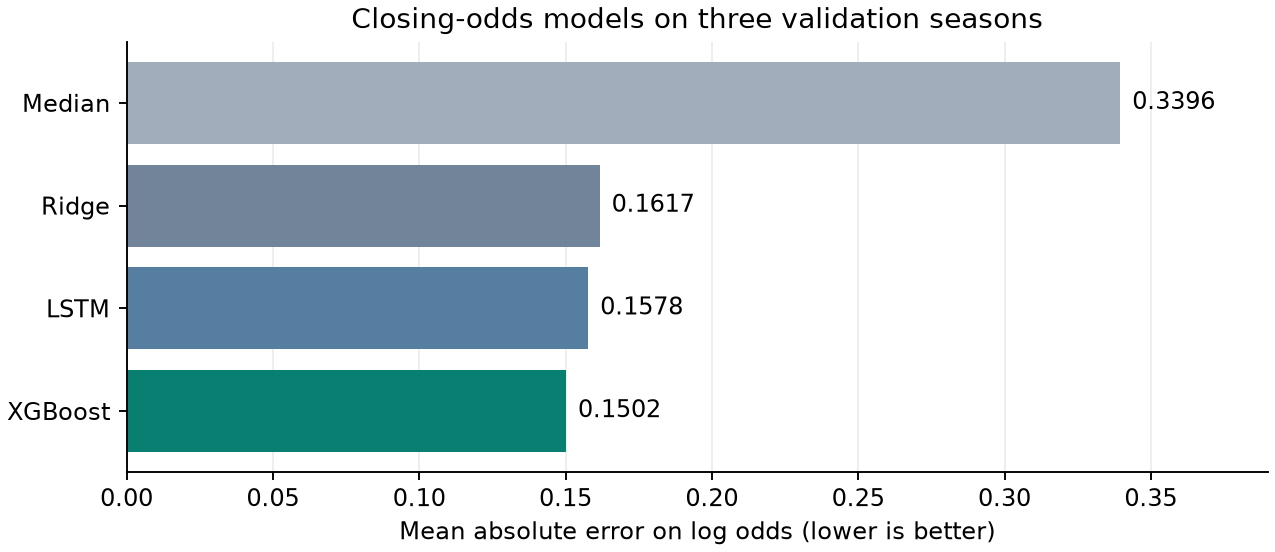 Closing-odds models on three validation seasons
Median
0.3396
Ridge
0.1617
LSTM
0.1578
XGBoost
0.1502
0.00 0.05 0.10 0.15 0.20 0.25 0.30 0.35
Mean absolute error on log odds (lower is better)